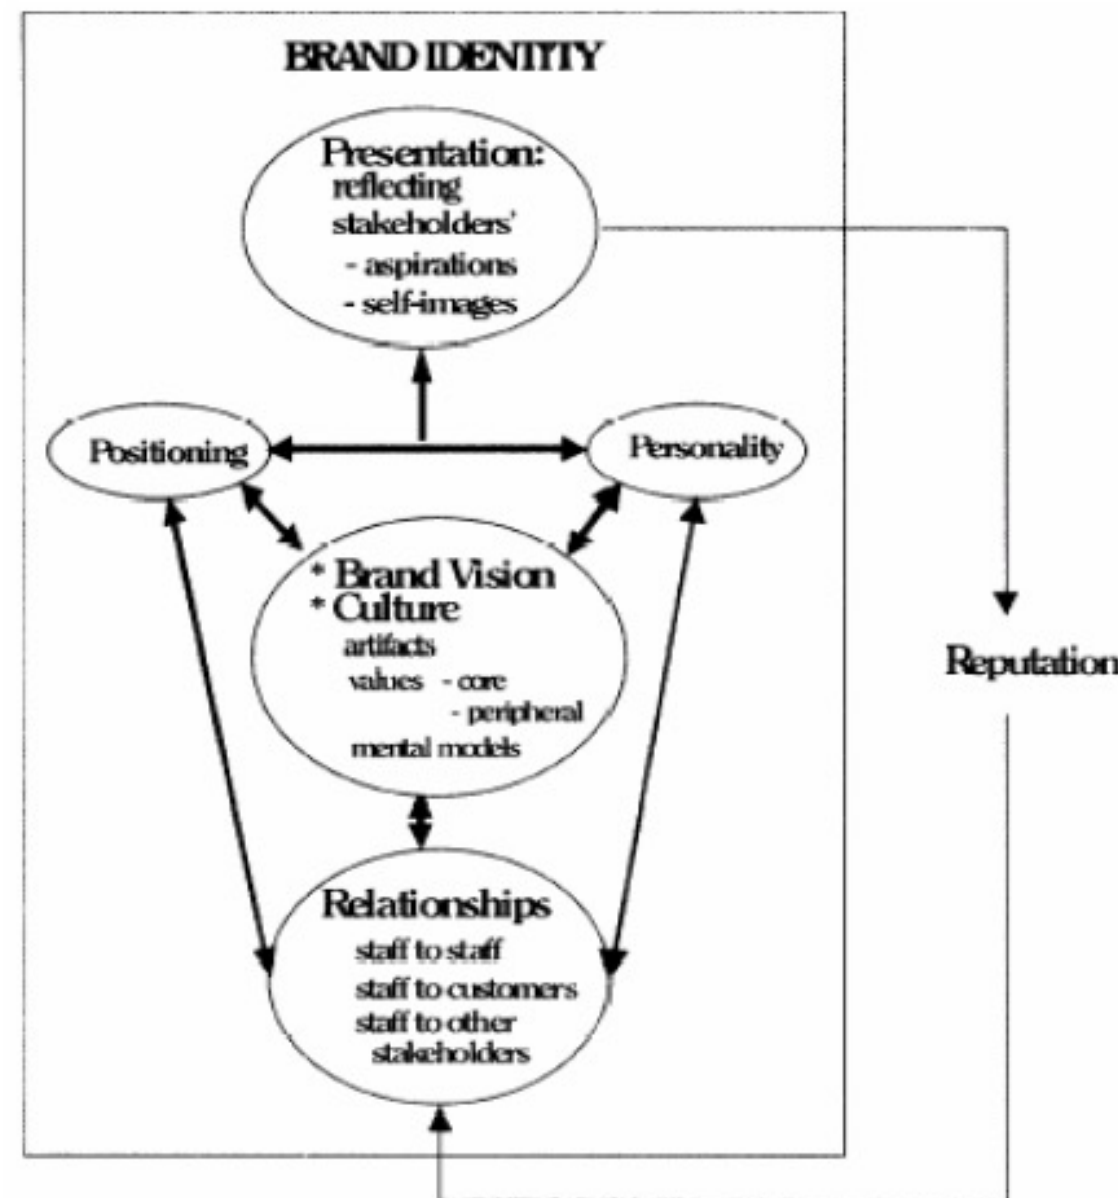 BRAND IDENTITY
Presentation:
reflecting
stakeholders'
- aspirations
- self-images
Positioning
Personality
* Brand Vision
* Culture
artifacts
values - core
- peripheral
mental models
Reputation
Relationships
staff to staff
staff to customers
staff to other
stakeholders